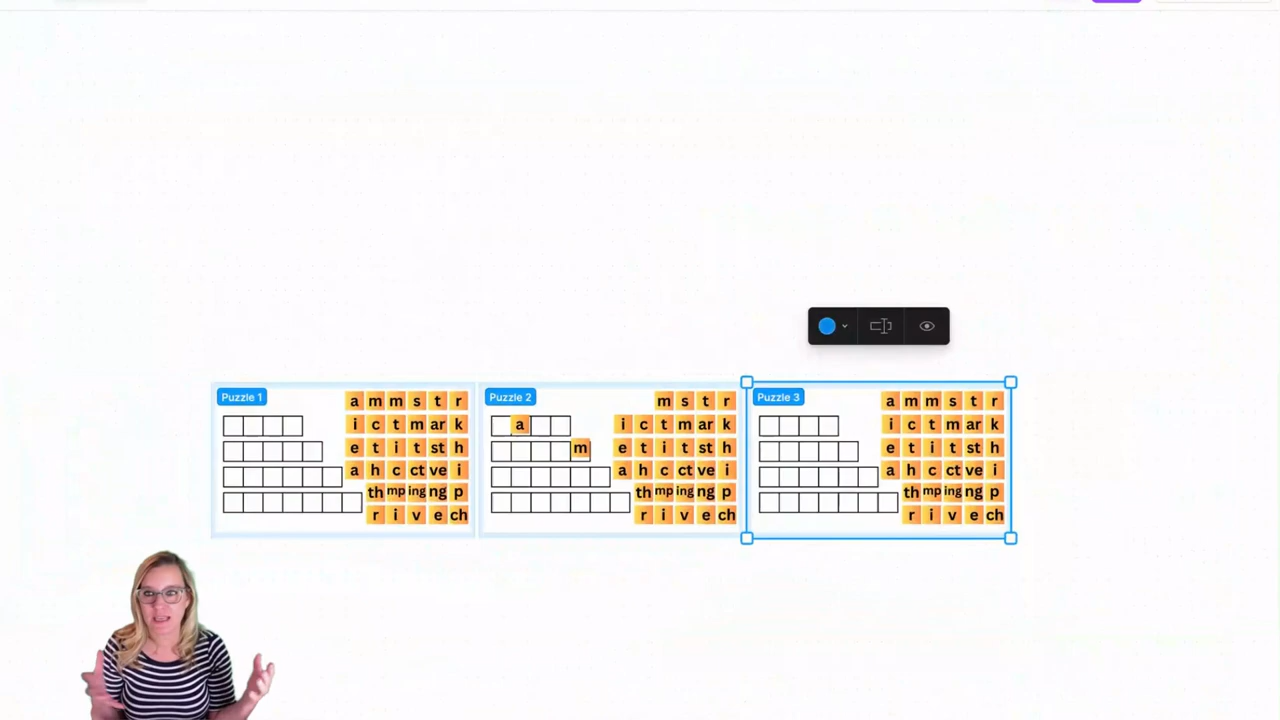 Puzzle 1
a m m s t r
i c t m ar k
e t i t st h
a h c ct ve i
th mp ing ng p
r i v e ch
Puzzle 2
m s t r
a
i c t m ar k
m
e t i t st h
a h c ct ve i
th mp ing ng p
r i v e ch
Puzzle 3
a m m s t r
i c t m ar k
e t i t st h
a h c ct ve i
th mp ing ng p
r i v e ch